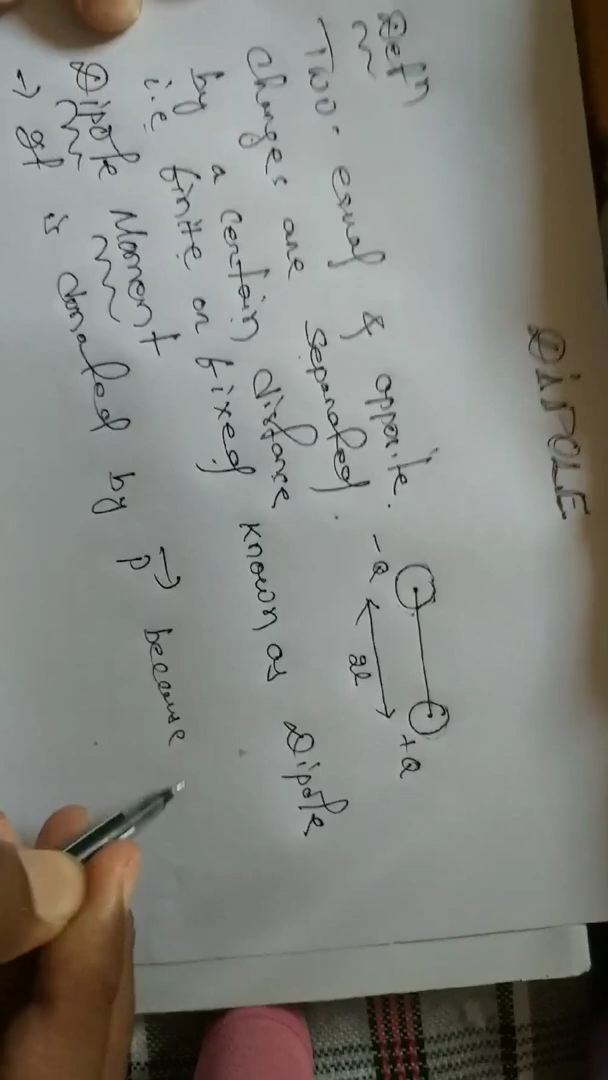 DIPOLE
Defn
Two equal & opposite.
charges are separated.
by a certain distance known as Dipole
i.e finite or fixed
-Q +Q
2l
Dipole Moment
→ It is donated by p→ because